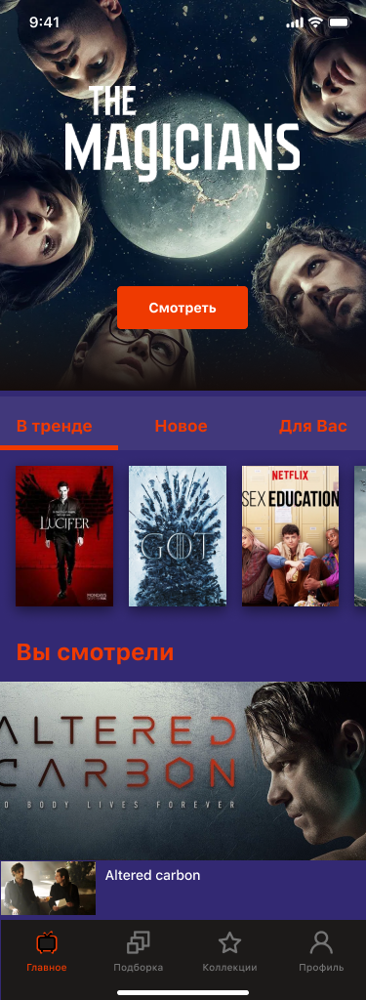 9:41
THE
MAGICIANS
Смотреть
В тренде
Новое
Для Вас
LUCIFER
MONDAYS
GOT
NETFLIX
SEX EDUCATION
Вы смотрели
ALTERED
CARBON
O BODY LIVES FOREVER
Altered carbon
Главное
Подборка
Коллекции
Профиль